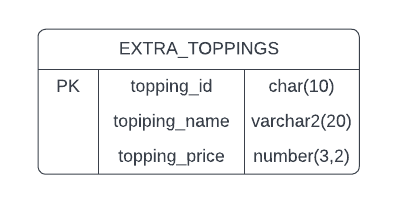 EXTRA_TOPPINGS
PK topping_id char(10)
topiping_name varchar2(20)
topping_price number(3,2)